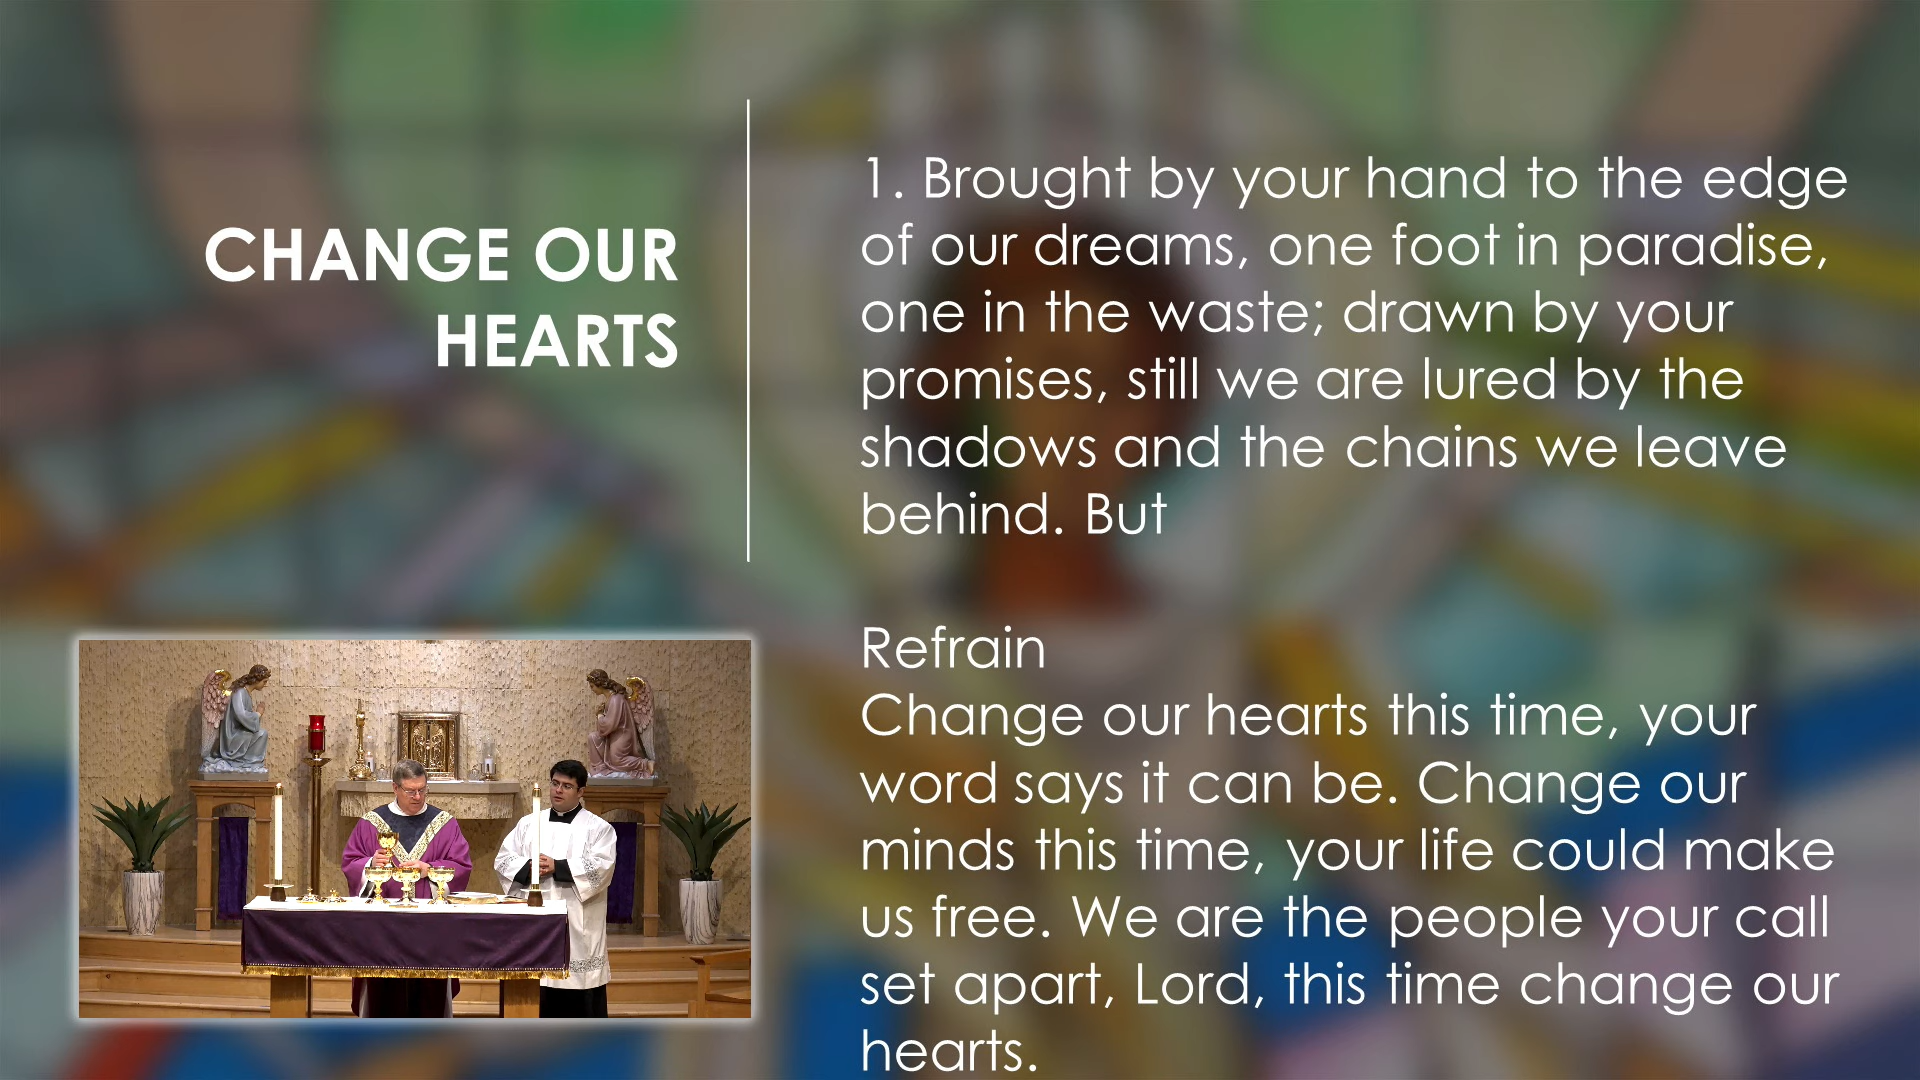 CHANGE OUR
HEARTS
1. Brought by your hand to the edge
of our dreams, one foot in paradise,
one in the waste; drawn by your
promises, still we are lured by the
shadows and the chains we leave
behind. But
Refrain
Change our hearts this time, your
word says it can be. Change our
minds this time, your life could make
us free. We are the people your call
set apart, Lord, this time change our
hearts.